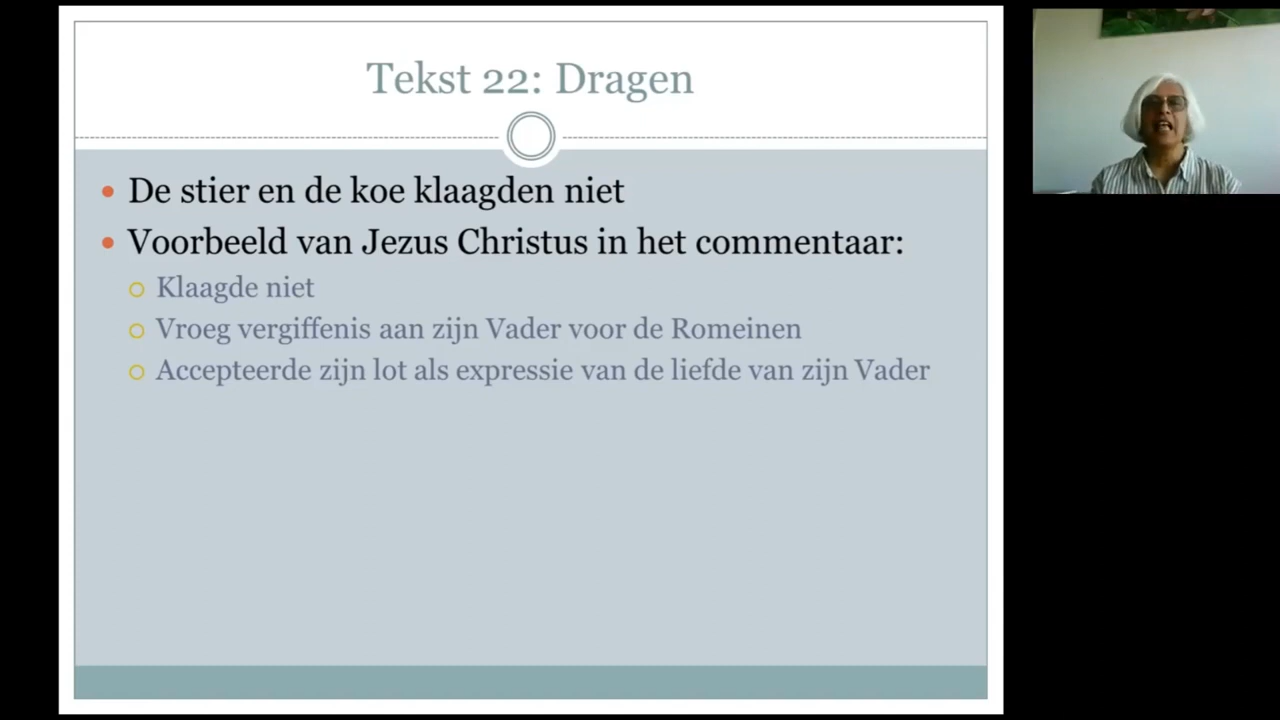 Tekst 22: Dragen
De stier en de koe klaagden niet
Voorbeeld van Jezus Christus in het commentaar:
Klaagde niet
Vroeg vergiffenis aan zijn Vader voor de Romeinen
Accepteerde zijn lot als expressie van de liefde van zijn Vader